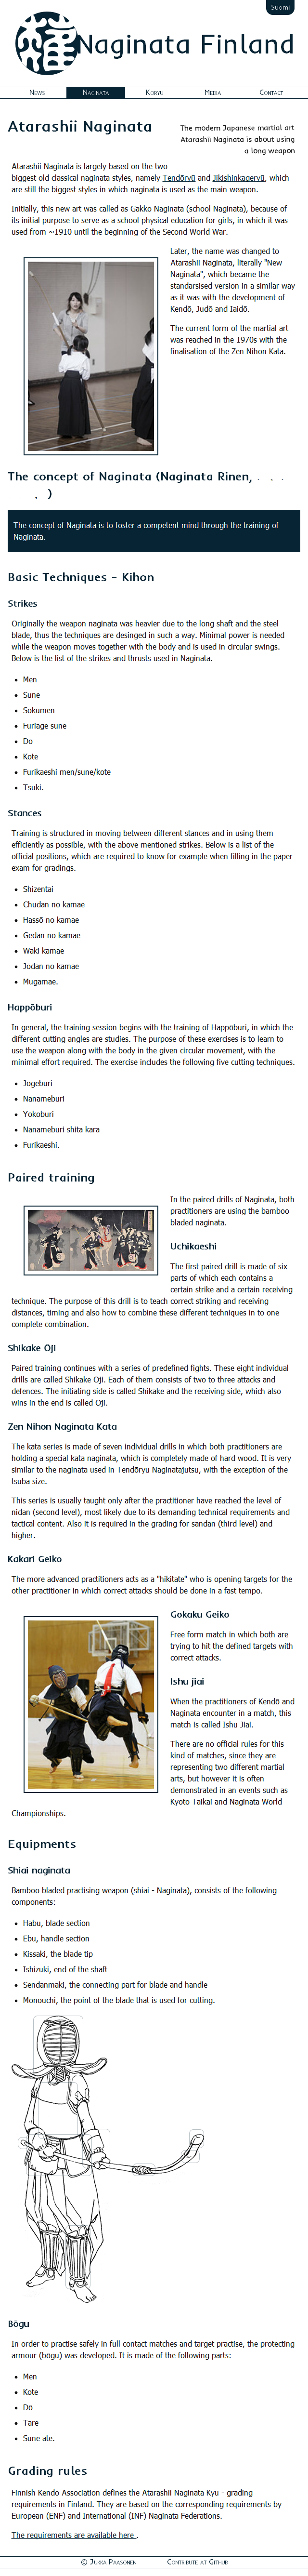 Suomi
Naginata Finland
News
Naginata
Koryu
Media
Contact
Atarashii Naginata
The modern Japanese martial art
Atarashii Naginata is about using
a long weapon
Atarashii Naginata is largely based on the two
biggest old classical naginata styles, namely Tendōryū and Jikishinkageryū, which
are still the biggest styles in which naginata is used as the main weapon.
Initially, this new art was called as Gakko Naginata (school Naginata), because of
its initial purpose to serve as a school physical education for girls, in which it was
used from ~1910 until the beginning of the Second World War.
Later, the name was changed to
Atarashii Naginata, literally "New
Naginata", which became the
standarsised version in a similar way
as it was with the development of
Kendō, Judō and Iaidō.
The current form of the martial art
was reached in the 1970s with the
finalisation of the Zen Nihon Kata.
The concept of Naginata (Naginata Rinen,
)
The concept of Naginata is to foster a competent mind through the training of
Naginata.
Basic Techniques - Kihon
Strikes
Originally the weapon naginata was heavier due to the long shaft and the steel
blade, thus the techniques are desinged in such a way. Minimal power is needed
while the weapon moves together with the body and is used in circular swings.
Below is the list of the strikes and thrusts used in Naginata.
Men
Sune
Sokumen
Furiage sune
Do
Kote
Furikaeshi men/sune/kote
Tsuki.
Stances
Training is structured in moving between different stances and in using them
efficiently as possible, with the above mentioned strikes. Below is a list of the
official positions, which are required to know for example when filling in the paper
exam for gradings.
Shizentai
Chudan no kamae
Hassō no kamae
Gedan no kamae
Waki kamae
Jōdan no kamae
Mugamae.
Happōburi
In general, the training session begins with the training of Happōburi, in which the
different cutting angles are studies. The purpose of these exercises is to learn to
use the weapon along with the body in the given circular movement, with the
minimal effort required. The exercise includes the following five cutting techniques.
Jōgeburi
Nanameburi
Yokoburi
Nanameburi shita kara
Furikaeshi.
Paired training
In the paired drills of Naginata, both
practitioners are using the bamboo
bladed naginata.
Uchikaeshi
The first paired drill is made of six
parts of which each contains a
certain strike and a certain receiving
technique. The purpose of this drill is to teach correct striking and receiving
distances, timing and also how to combine these different techniques in to one
complete combination.
Shikake Ōji
Paired training continues with a series of predefined fights. These eight individual
drills are called Shikake Oji. Each of them consists of two to three attacks and
defences. The initiating side is called Shikake and the receiving side, which also
wins in the end is called Oji.
Zen Nihon Naginata Kata
The kata series is made of seven individual drills in which both practitioners are
holding a special kata naginata, which is completely made of hard wood. It is very
similar to the naginata used in Tendōryu Naginatajutsu, with the exception of the
tsuba size.
This series is usually taught only after the practitioner have reached the level of
nidan (second level), most likely due to its demanding technical requirements and
tactical content. Also it is required in the grading for sandan (third level) and
higher.
Kakari Geiko
The more advanced practitioners acts as a "hikitate" who is opening targets for the
other practitioner in which correct attacks should be done in a fast tempo.
Gokaku Geiko
Free form match in which both are
trying to hit the defined targets with
correct attacks.
Ishu jiai
When the practitioners of Kendō and
Naginata encounter in a match, this
match is called Ishu Jiai.
There are no official rules for this
kind of matches, since they are
representing two different martial
arts, but however it is often
demonstrated in an events such as
Kyoto Taikai and Naginata World
Championships.
Equipments
Shiai naginata
Bamboo bladed practising weapon (shiai - Naginata), consists of the following
components:
Habu, blade section
Ebu, handle section
Kissaki, the blade tip
Ishizuki, end of the shaft
Sendanmaki, the connecting part for blade and handle
Monouchi, the point of the blade that is used for cutting.
Bōgu
In order to practise safely in full contact matches and target practise, the protecting
armour (bōgu) was developed. It is made of the following parts:
Men
Kote
Dō
Tare
Sune ate.
Grading rules
Finnish Kendo Association defines the Atarashii Naginata Kyu - grading
requirements in Finland. They are based on the corresponding requirements by
European (ENF) and International (INF) Naginata Federations.
The requirements are available here .
© Jukka Paasonen
Contribute at Github